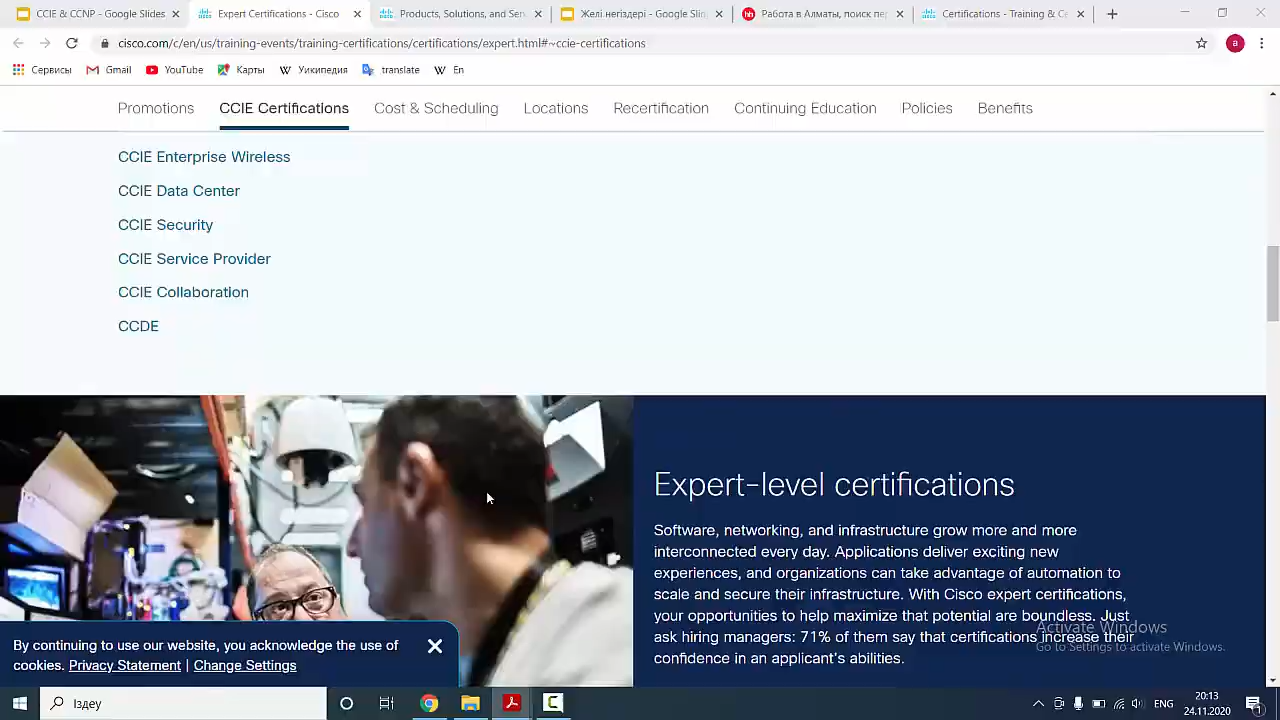 CCIE & CCNP - Google Slides
Expert Certifications - Cisco
Products, Solutions, and Ser
Желі негіздері - Google Slid
Работа в Алматы, поиск пер
Certifications - Training & Ce
cisco.com/c/en/us/training-events/training-certifications/certifications/expert.html#~ccie-certifications
a
Сервисы Gmail YouTube Карты Уикипедия translate En
Promotions CCIE Certifications Cost & Scheduling Locations Recertification Continuing Education Policies Benefits
CCIE Enterprise Wireless
CCIE Data Center
CCIE Security
CCIE Service Provider
CCIE Collaboration
CCDE
Expert-level certifications
Software, networking, and infrastructure grow more and more
interconnected every day. Applications deliver exciting new
experiences, and organizations can take advantage of automation to
scale and secure their infrastructure. With Cisco expert certifications,
your opportunities to help maximize that potential are boundless. Just
ask hiring managers: 71% of them say that certifications increase their
confidence in an applicant's abilities.
Activate Windows
Go to Settings to activate Windows.
By continuing to use our website, you acknowledge the use of
cookies. Privacy Statement | Change Settings
Іздеу
ENG
20:13
24.11.2020